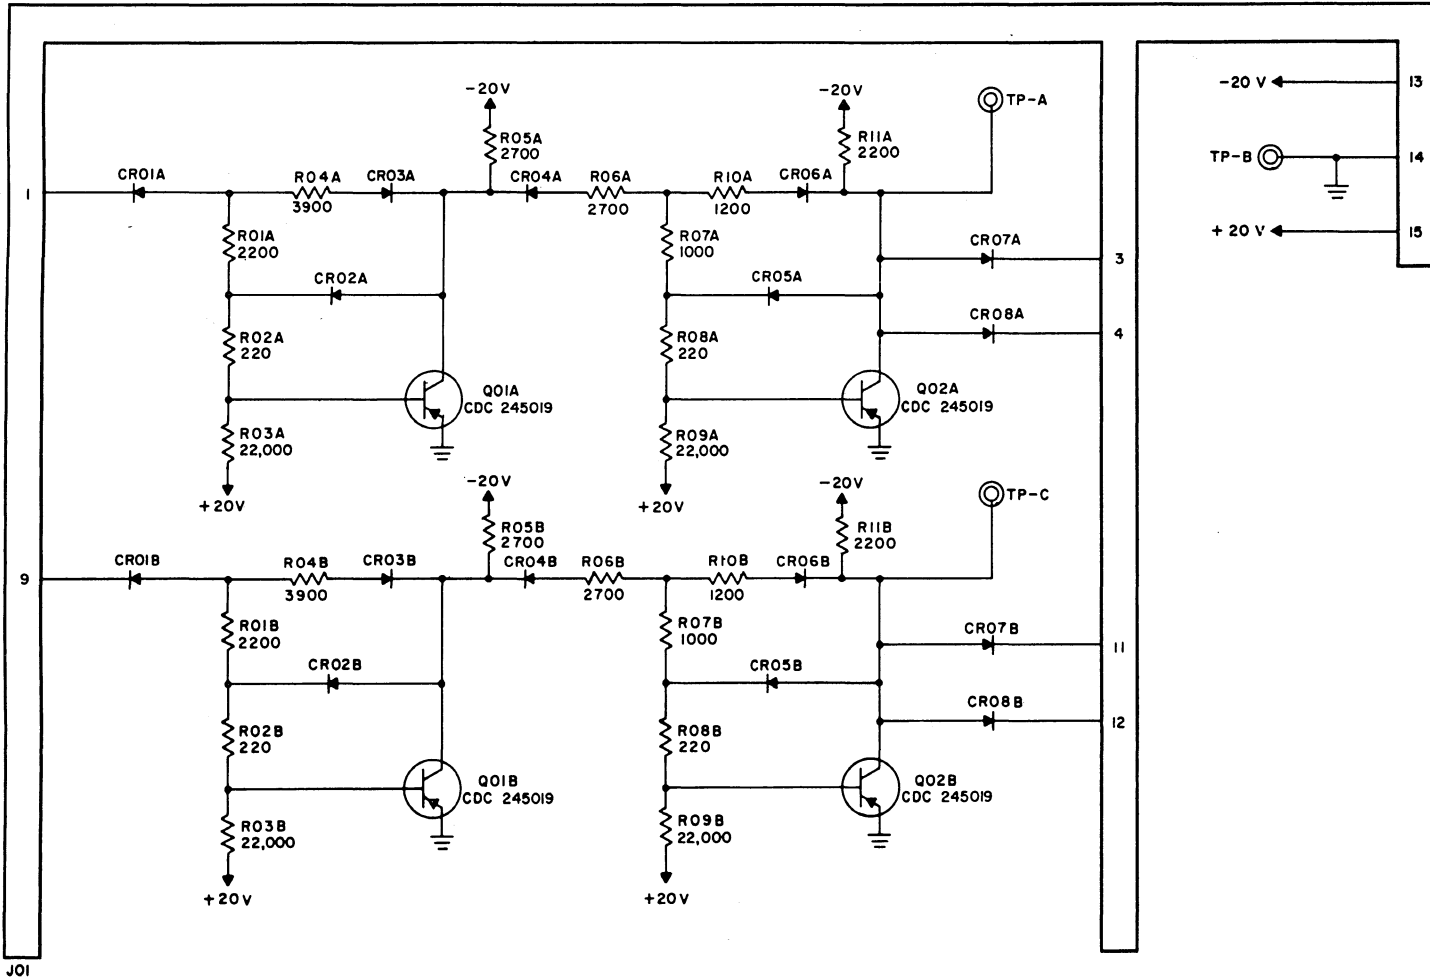 -20V
-20V
TP-A
-20 V
13
R05A
2700
R11A
2200
TP-B
14
CR01A
R04A
CR03A
CR04A
R06A
R10A
CR06A
1
3900
2700
1200
R01A
2200
R07A
1000
CR07A
+ 20 V
15
3
CR02A
CR05A
CR08A
R02A
220
R08A
220
4
Q01A
CDC 245019
Q02A
CDC 245019
R03A
22,000
R09A
22,000
+20V
-20V
+20V
-20V
TP-C
R05B
2700
R11B
2200
CR01B
R04B
CR03B
CR04B
R06B
R10B
CR06B
9
3900
2700
1200
R01B
2200
R07B
1000
CR07B
11
CR02B
CR05B
CR08B
R02B
220
R08B
220
12
Q01B
CDC 245019
Q02B
CDC 245019
R03B
22,000
R09B
22,000
+20V
+20V
J01